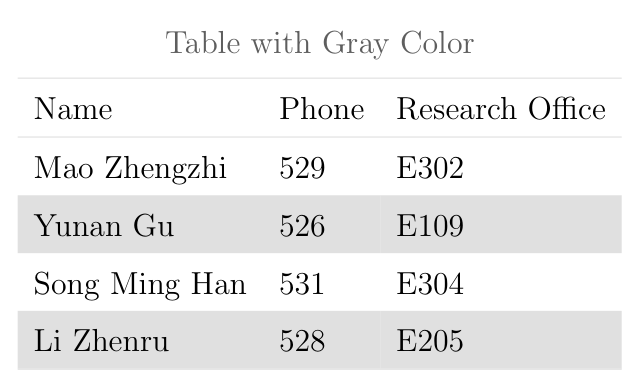 Table with Gray Color
Name Phone Research Office
Mao Zhengzhi 529 E302
Yunan Gu 526 E109
Song Ming Han 531 E304
Li Zhenru 528 E205